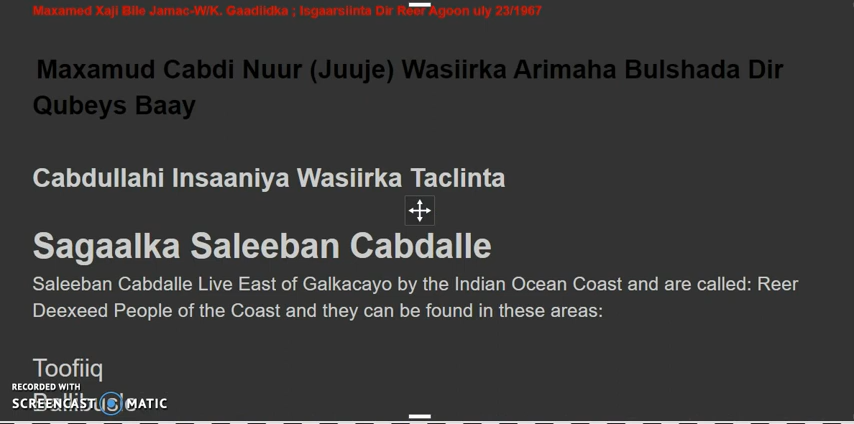 Maxamed Xaji Bile Jamac-W/K. Gaadiidka ; Isgaarsiinta Dir Reer Agoon uly 23/1967
Maxamud Cabdi Nuur (Juuje) Wasiirka Arimaha Bulshada Dir
Qubeys Baay
Cabdullahi Insaaniya Wasiirka Taclinta
Sagaalka Saleeban Cabdalle
Saleeban Cabdalle Live East of Galkacayo by the Indian Ocean Coast and are called: Reer
Deexeed People of the Coast and they can be found in these areas:
Toofiiq
RECORDED WITH
SCREENCAST MATIC